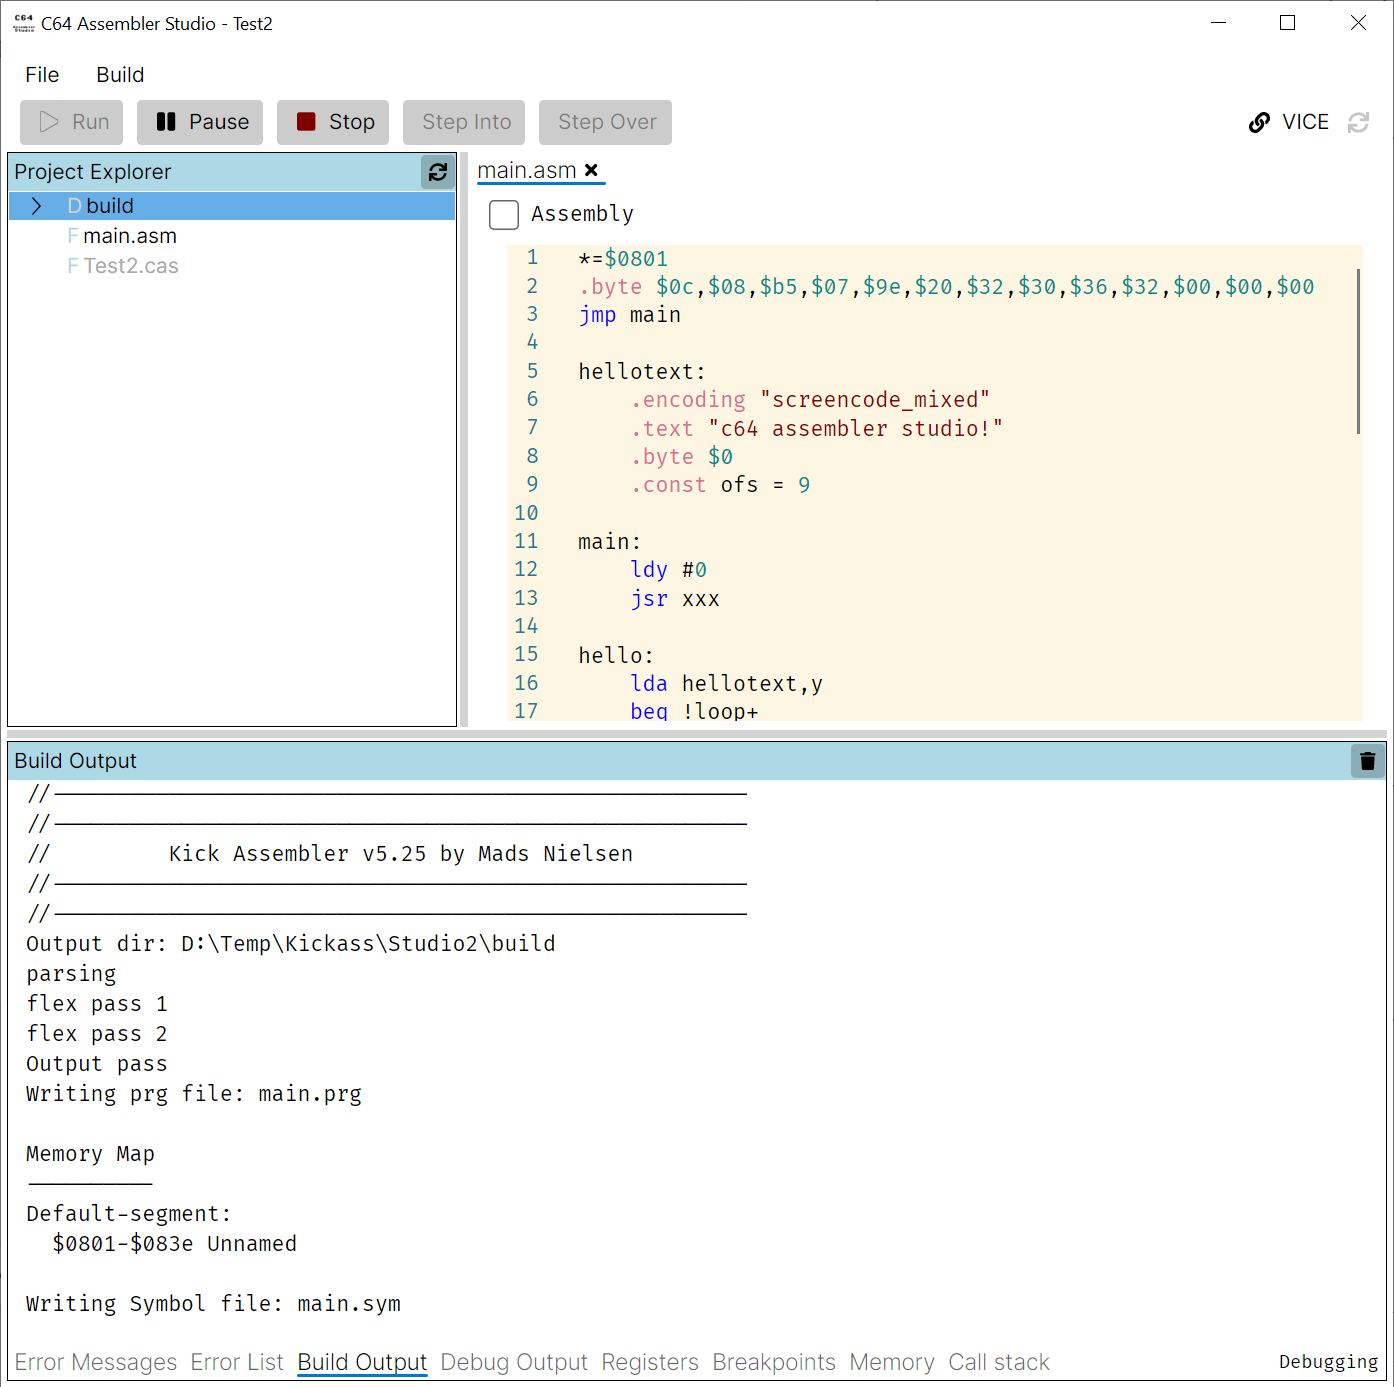 C64 Assembler Studio - Test2
File Build
Run Pause Stop Step Into Step Over VICE
Project Explorer
D build
F main.asm
F Test2.cas
main.asm
Assembly
1 *=$0801
2 .byte $0c,$08,$b5,$07,$9e,$20,$32,$30,$36,$32,$00,$00,$00
3 jmp main
4
5 hellotext:
6 .encoding "screencode_mixed"
7 .text "c64 assembler studio!"
8 .byte $0
9 .const ofs = 9
10
11 main:
12 ldy #0
13 jsr xxx
14
15 hello:
16 lda hellotext,y
17 beq !loop+
Build Output
//------------------------------------------------------
//------------------------------------------------------
// Kick Assembler v5.25 by Mads Nielsen
//------------------------------------------------------
//------------------------------------------------------
Output dir: D:\Temp\Kickass\Studio2\build
parsing
flex pass 1
flex pass 2
Output pass
Writing prg file: main.prg
Memory Map
----------
Default-segment:
$0801-$083e Unnamed
Writing Symbol file: main.sym
Error Messages Error List Build Output Debug Output Registers Breakpoints Memory Call stack Debugging